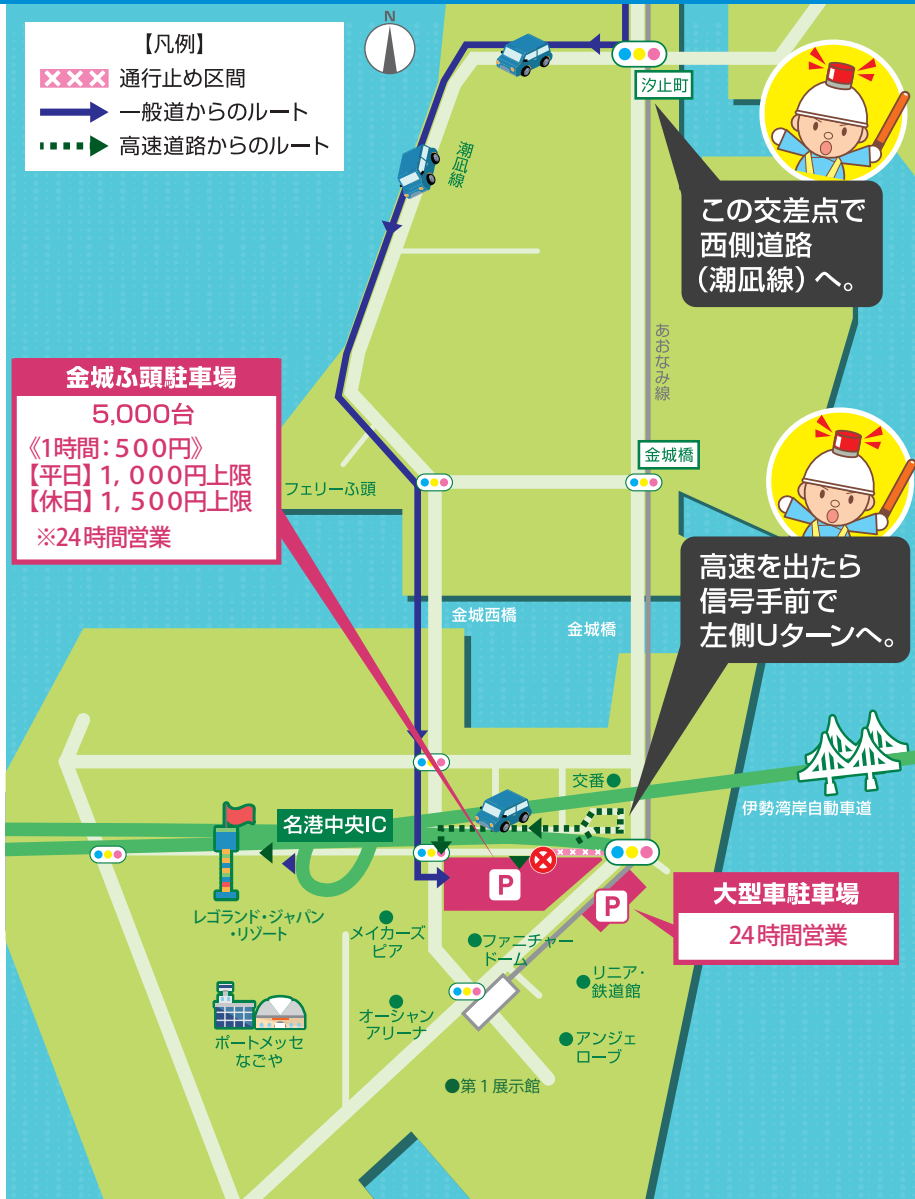 【凡例】
通行止め区間
一般道からのルート
高速道路からのルート
N
汐止町
潮凪線
この交差点で
西側道路
（潮凪線）へ。
あおなみ線
金城ふ頭駐車場
5,000台
《1時間：500円》
【平日】1，000円上限
【休日】1，500円上限
※24時間営業
金城橋
フェリーふ頭
高速を出たら
信号手前で
左側Uターンへ。
金城西橋
金城橋
交番
伊勢湾岸自動車道
名港中央IC
P
P
大型車駐車場
24時間営業
レゴランド・ジャパン
・リゾート
メイカーズ
ピア
ファニチャー
ドーム
リニア・
鉄道館
オーシャン
アリーナ
ポートメッセ
なごや
アンジェ
ローブ
第1展示館